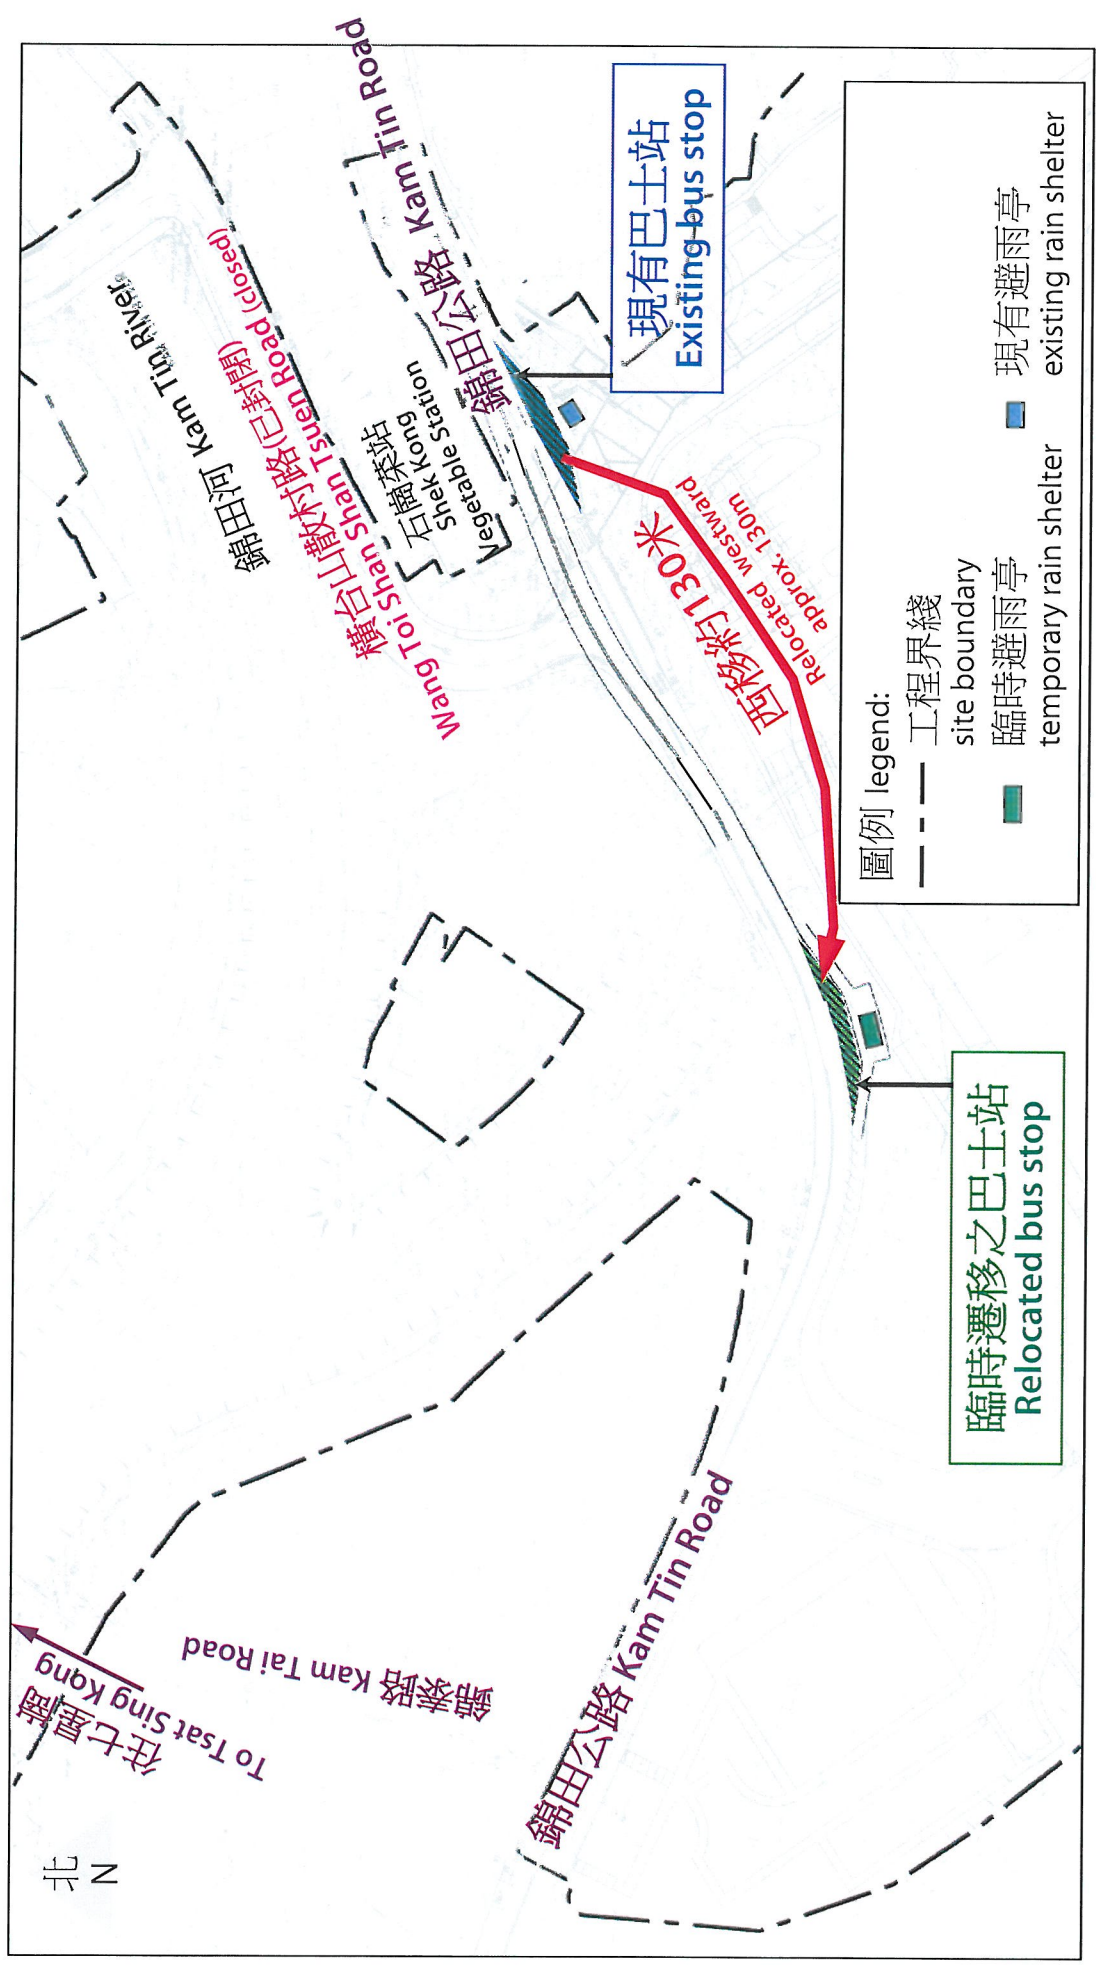 北
N
往七星崗
To Tsat Sing Kong
錦泰路 Kam Tai Road
錦田公路 Kam Tin Road
錦田河 Kam Tin River
橫台山散村路(已封閉)
Wang Toi Shan Shan Tsuen Road (closed)
石崗菜站
Shek Kong
Vegetable Station
錦田公路 Kam Tin Road
西移約130米
Relocated westward
approx. 130m
現有巴士站
Existing bus stop
臨時遷移之巴士站
Relocated bus stop
圖例 legend:
工程界綫
site boundary
臨時避雨亭
temporary rain shelter
現有避雨亭
existing rain shelter